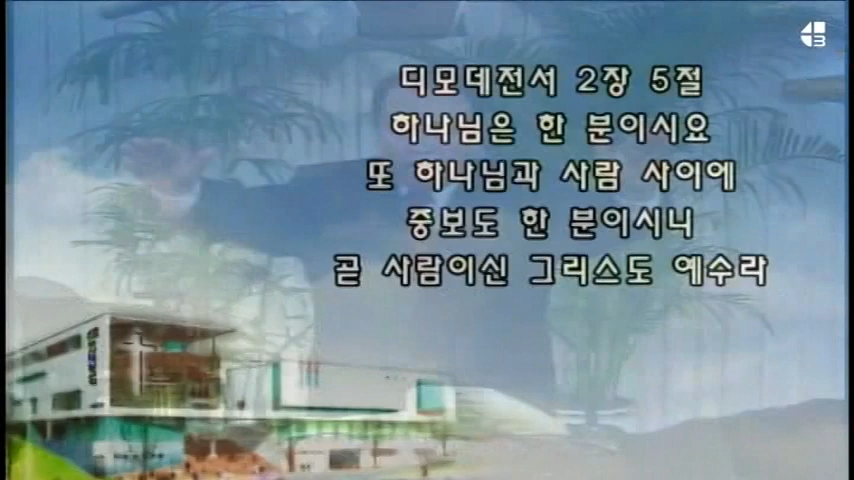 디모데전서 2장 5절
하나님은 한 분이시요
또 하나님과 사람 사이에
중보도 한 분이시니
곧 사람이신 그리스도 예수라